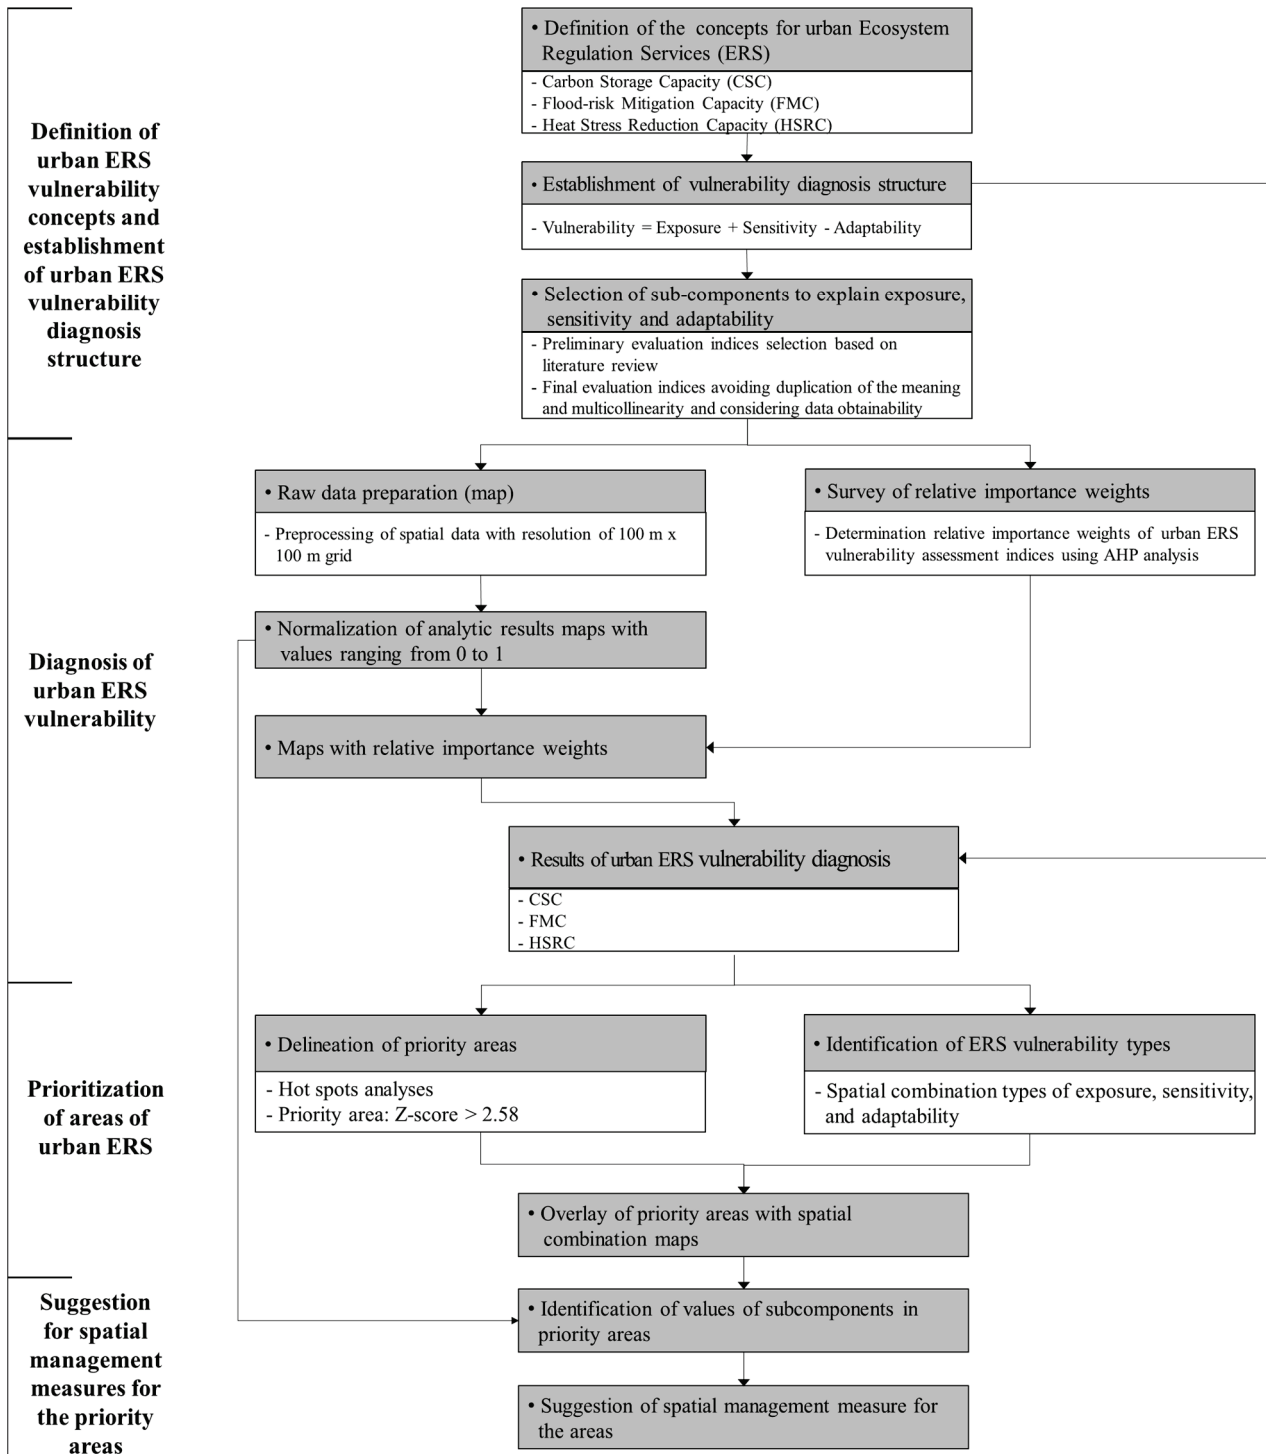 Definition of
urban ERS
vulnerability
concepts and
establishment
of urban ERS
vulnerability
diagnosis
structure
• Definition of the concepts for urban Ecosystem
Regulation Services (ERS)
- Carbon Storage Capacity (CSC)
- Flood-risk Mitigation Capacity (FMC)
- Heat Stress Reduction Capacity (HSRC)
• Establishment of vulnerability diagnosis structure
- Vulnerability = Exposure + Sensitivity - Adaptability
• Selection of sub-components to explain exposure,
sensitivity and adaptability
- Preliminary evaluation indices selection based on
literature review
- Final evaluation indices avoiding duplication of the meaning
and multicollinearity and considering data obtainability
Diagnosis of
urban ERS
vulnerability
• Raw data preparation (map)
- Preprocessing of spatial data with resolution of 100 m x
100 m grid
• Survey of relative importance weights
- Determination relative importance weights of urban ERS
vulnerability assessment indices using AHP analysis
• Normalization of analytic results maps with
values ranging from 0 to 1
• Maps with relative importance weights
• Results of urban ERS vulnerability diagnosis
- CSC
- FMC
- HSRC
Prioritization
of areas of
urban ERS
• Delineation of priority areas
- Hot spots analyses
- Priority area: Z-score > 2.58
• Identification of ERS vulnerability types
- Spatial combination types of exposure, sensitivity,
and adaptability
• Overlay of priority areas with spatial
combination maps
Suggestion
for spatial
management
measures for
the priority
areas
• Identification of values of subcomponents in
priority areas
• Suggestion of spatial management measure for
the areas